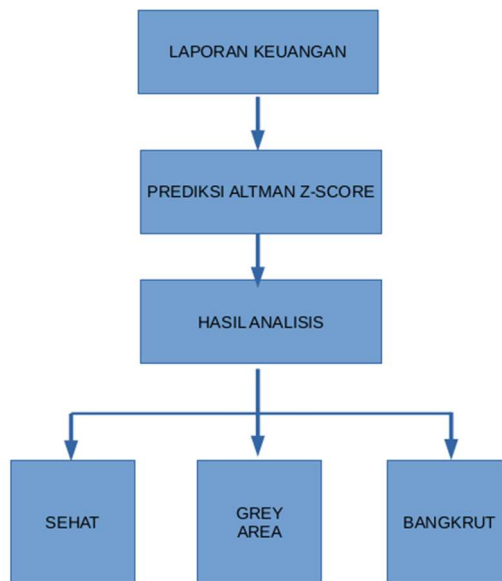 LAPORAN KEUANGAN
PREDIKSI ALTMAN Z-SCORE
HASIL ANALISIS
SEHAT
GREY
AREA
BANGKRUT